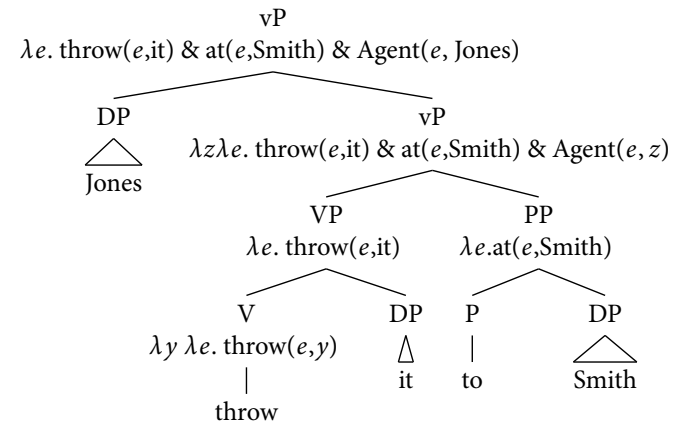 vP
λe. throw(e,it) & at(e,Smith) & Agent(e, Jones)
DP vP
λzλe. throw(e,it) & at(e,Smith) & Agent(e, z)
Jones
VP PP
λe. throw(e,it) λe.at(e,Smith)
V DP P DP
λy λe. throw(e,y)
it to Smith
throw